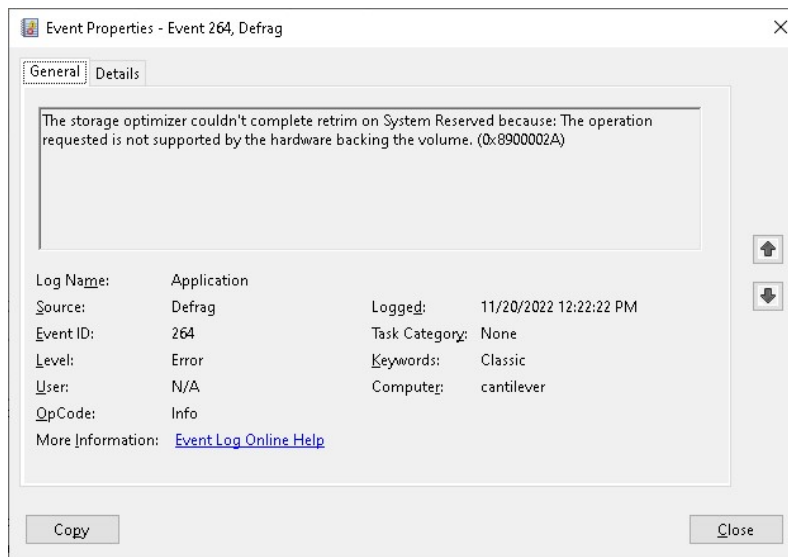 Event Properties - Event 264, Defrag
General Details
The storage optimizer couldn't complete retrim on System Reserved because: The operation
requested is not supported by the hardware backing the volume. (0x8900002A)
Log Name: Application
Source: Defrag Logged: 11/20/2022 12:22:22 PM
Event ID: 264 Task Category: None
Level: Error Keywords: Classic
User: N/A Computer: cantilever
OpCode: Info
More Information: Event Log Online Help
Copy Close